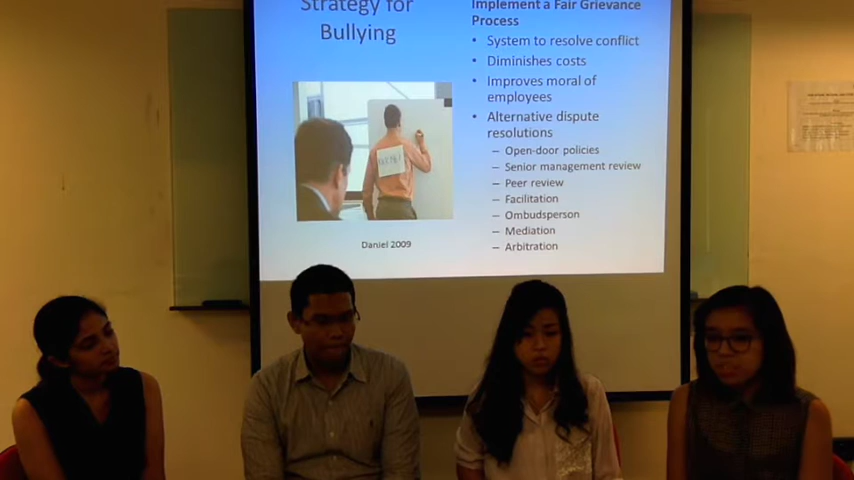 Strategy for
Bullying
Implement a Fair Grievance
Process
• System to resolve conflict
• Diminishes costs
• Improves moral of
employees
• Alternative dispute
resolutions
– Open-door policies
– Senior management review
– Peer review
– Facilitation
– Ombudsperson
– Mediation
– Arbitration
Daniel 2009